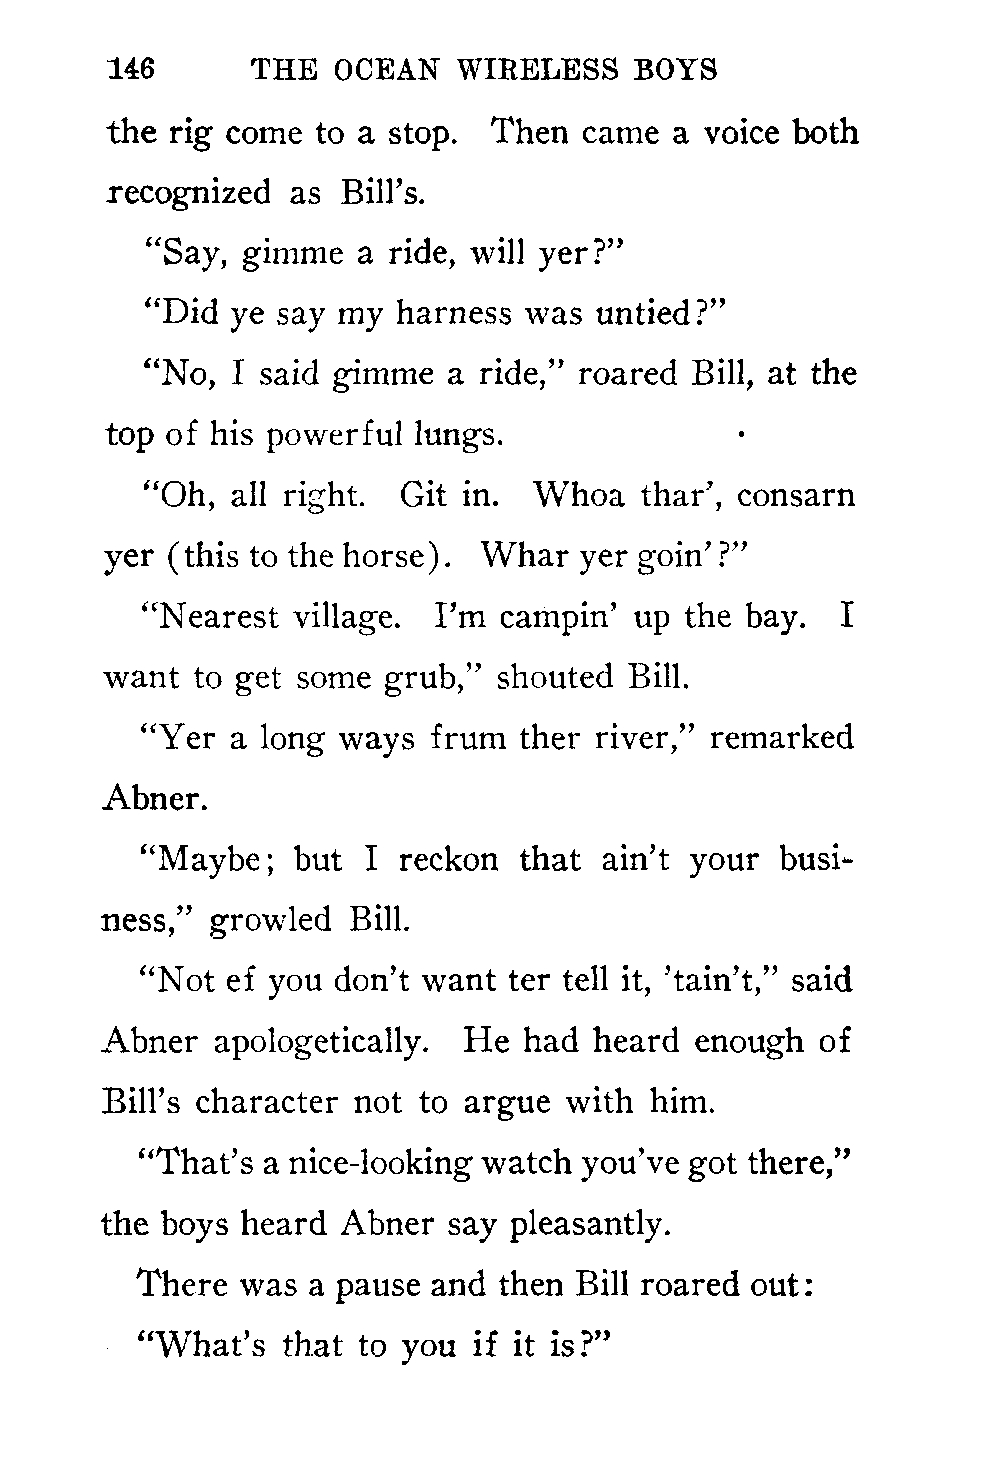 146 THE OCEAN WIRELESS BOYS
the rig come to a stop. Then came a voice both
recognized as Bill's.
"Say, gimme a ride, will yer?"
"Did ye say my harness was untied?"
"No, I said gimme a ride," roared Bill, at the
top of his powerful lungs.
"Oh, all right. Git in. Whoa thar', consarn
yer (this to the horse). Whar yer goin'?"
"Nearest village. I'm campin' up the bay. I
want to get some grub," shouted Bill.
"Yer a long ways frum ther river," remarked
Abner.
"Maybe; but I reckon that ain't your busi-
ness," growled Bill.
"Not ef you don't want ter tell it, 'tain't," said
Abner apologetically. He had heard enough of
Bill's character not to argue with him.
"That's a nice-looking watch you've got there,"
the boys heard Abner say pleasantly.
There was a pause and then Bill roared out:
"What's that to you if it is?"